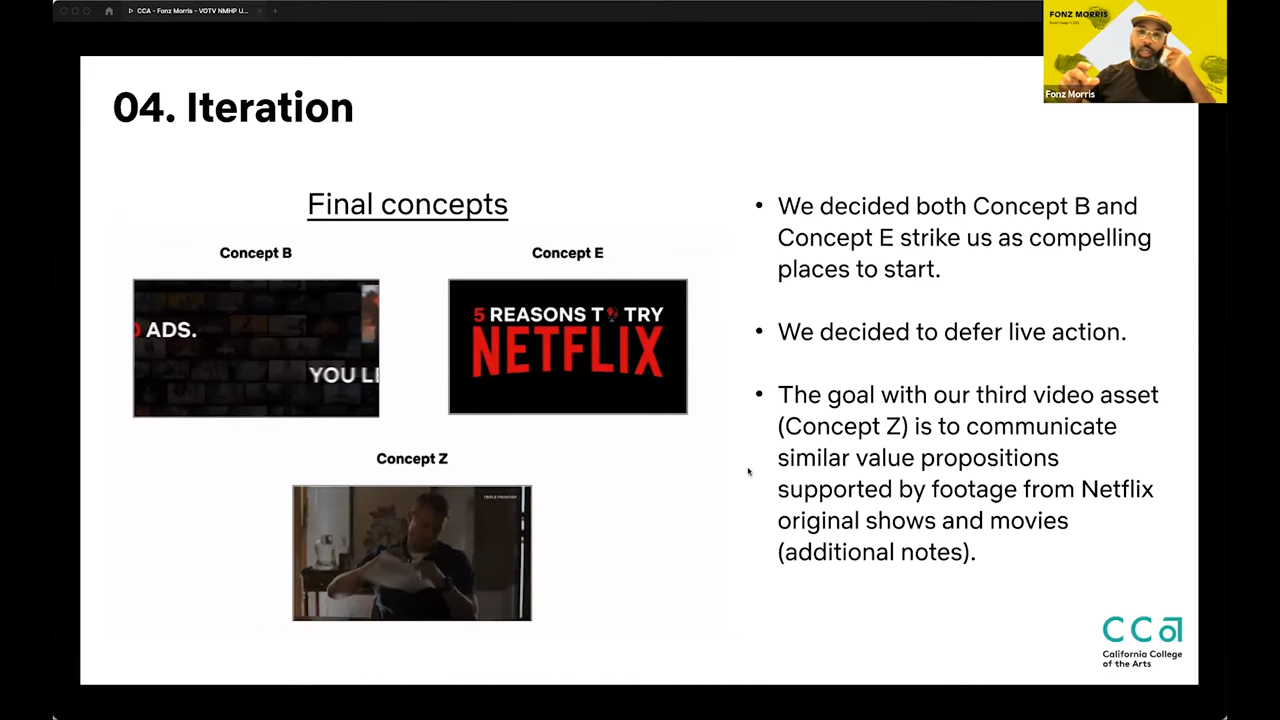 CCA - Fonz Morris - VOTV NMHP U...
FONZ MORRIS
Fonz Morris
04. Iteration
Final concepts
Concept B
Concept E
ADS.
YOU LI
5 REASONS TO TRY
NETFLIX
Concept Z
TRIPLE FRONTIER
• We decided both Concept B and
Concept E strike us as compelling
places to start.
• We decided to defer live action.
• The goal with our third video asset
(Concept Z) is to communicate
similar value propositions
supported by footage from Netflix
original shows and movies
(additional notes).
CCA
California College
of the Arts